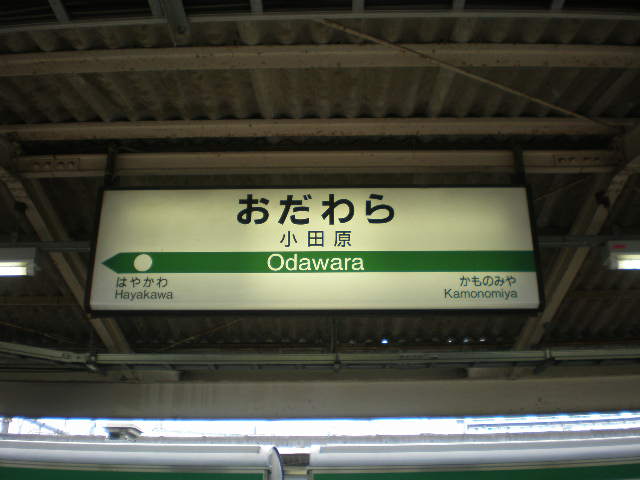 おだわら
小田原
Odawara
はやかわ
Hayakawa
かものみや
Kamonomiya